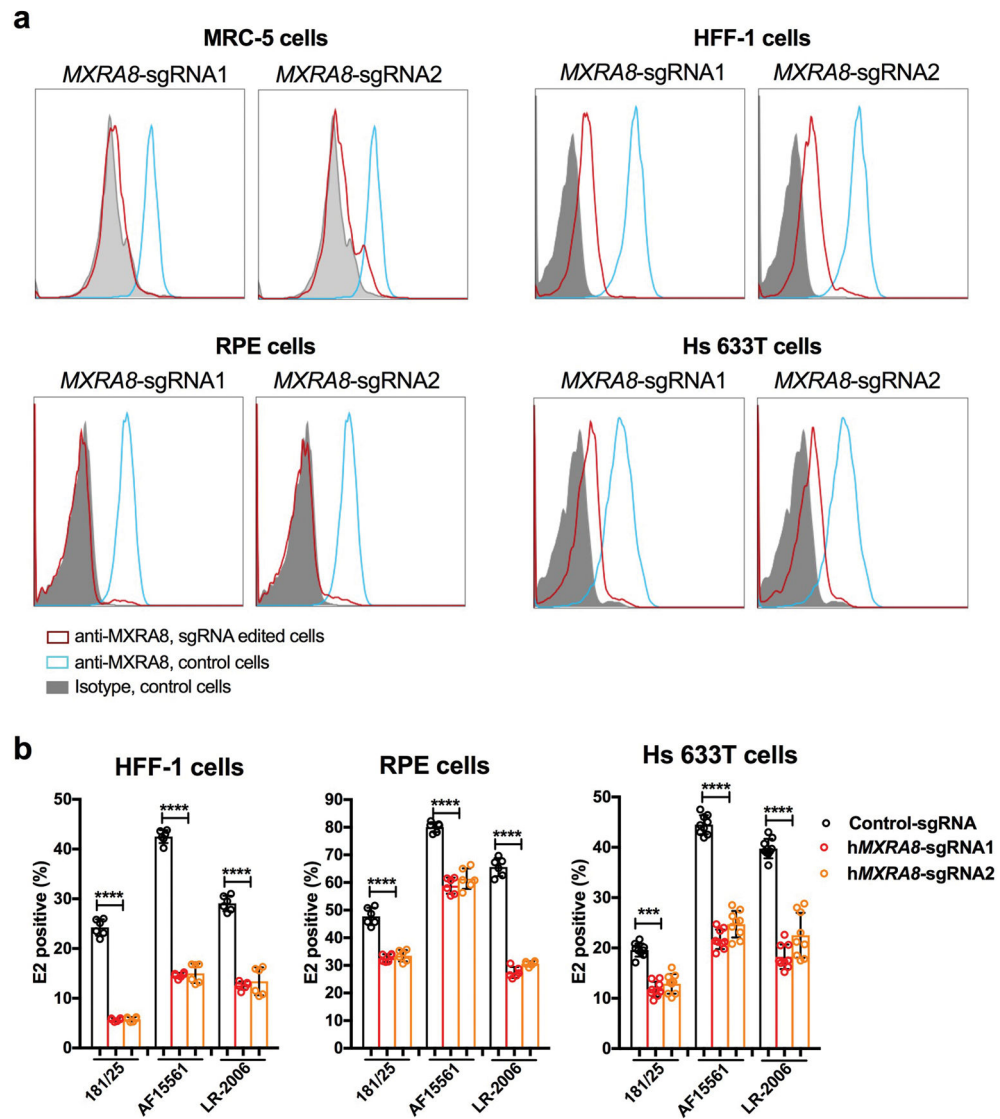 a
MRC-5 cells
HFF-1 cells
MXRA8-sgRNA1
MXRA8-sgRNA2
MXRA8-sgRNA1
MXRA8-sgRNA2
RPE cells
Hs 633T cells
MXRA8-sgRNA1
MXRA8-sgRNA2
MXRA8-sgRNA1
MXRA8-sgRNA2
anti-MXRA8, sgRNA edited cells
anti-MXRA8, control cells
Isotype, control cells
b
HFF-1 cells
E2 positive (%)
50
40
30
20
10
0
****
****
****
181/25
AF15561
LR-2006
RPE cells
E2 positive (%)
90
80
70
60
50
40
30
20
10
0
****
****
****
181/25
AF15561
LR-2006
Hs 633T cells
E2 positive (%)
50
40
30
20
10
0
***
****
****
181/25
AF15561
LR-2006
Control-sgRNA
hMXRA8-sgRNA1
hMXRA8-sgRNA2